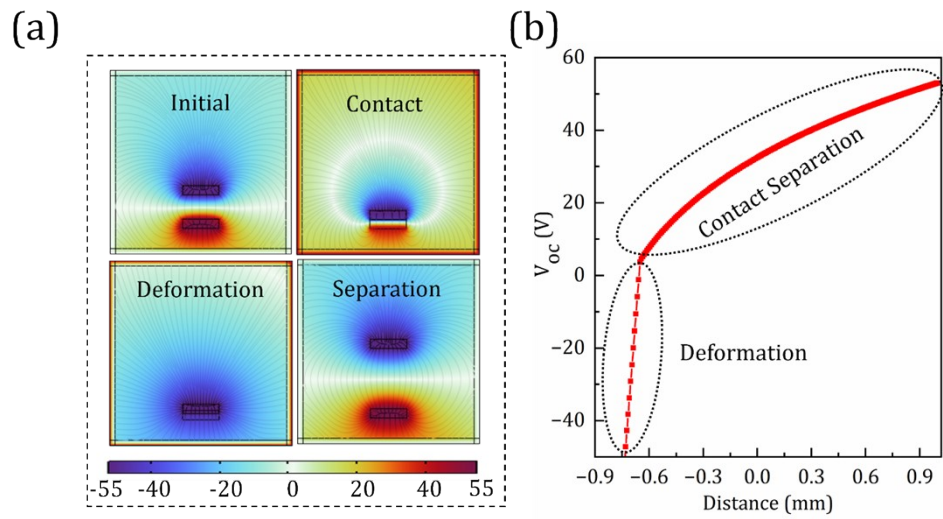 (a)
Initial
Contact
Deformation
Separation
-55 -40 -20 0 20 40 55
(b)
60
40
20
0
−20
−40
Voc (V)
Contact Separation
Deformation
−0.9 −0.6 −0.3 0.0 0.3 0.6 0.9
Distance (mm)